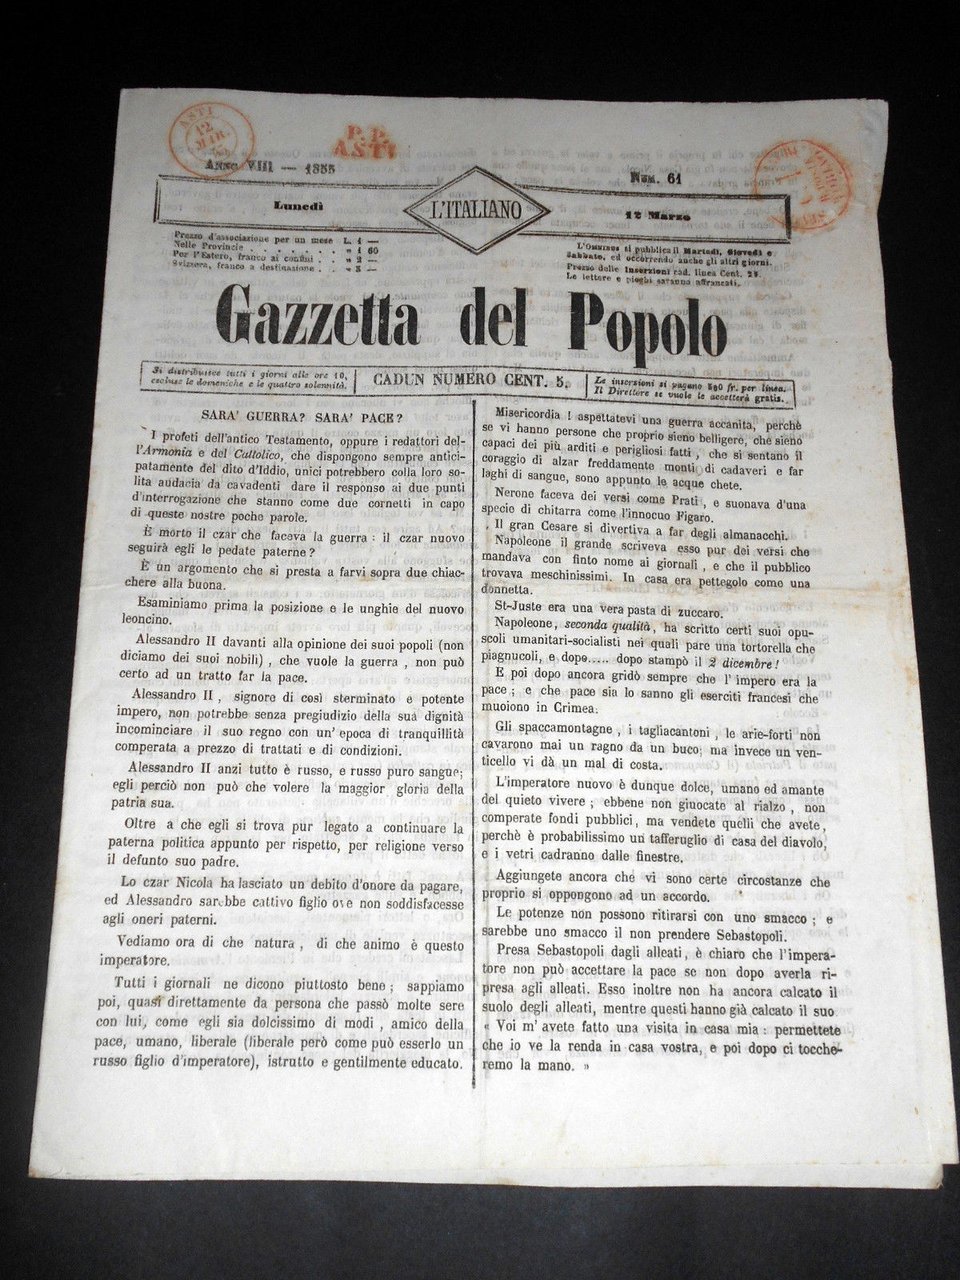 ASTI
12
MAR.
P. P.
ASTI
Anno VIII — 1855
Num. 61
Lunedì
L'ITALIANO
12 Marzo
Prezzo d'associazione per un mese L. 1 —
Nelle Provincie . . . . . . . » 1 60
Per l'Estero, franco ai confini . . » 2 —
Svizzera, franco a destinazione . . » 3 —
si pubblica il Martedì, Giovedì e
Sabbato, ed occorrendo anche gli altri giorni.
Prezzo delle Inserzioni cad. linea Cent. 25.
Le lettere e pieghi saranno affrancati.
Gazzetta del Popolo
Si distribuisce tutti i giorni alle ore 10,
escluse le domeniche e le quattro solennità.
CADUN NUMERO CENT. 5.
Le inserzioni si pagano fr. per linea.
Il Direttore se vuole le accetterà gratis.
SARA' GUERRA? SARA' PACE?
I profeti dell'antico Testamento, oppure i redattori del-
l'Armonia e del Cattolico, che dispongono sempre antici-
patamente del dito d'Iddio, unici potrebbero colla loro so-
lita audacia da cavadenti dare il responso ai due punti
d'interrogazione che stanno come due cornetti in capo
di queste nostre poche parole.
È morto il czar che faceva la guerra: il czar nuovo
seguirà egli le pedate paterne?
È un argomento che si presta a farvi sopra due chiac-
chere alla buona.
Esaminiamo prima la posizione e le unghie del nuovo
leoncino.
Alessandro II davanti alla opinione dei suoi popoli (non
diciamo dei suoi nobili), che vuole la guerra, non può
certo ad un tratto far la pace.
Alessandro II, signore di così sterminato e potente
impero, non potrebbe senza pregiudizio della sua dignità
incominciare il suo regno con un' epoca di tranquillità
comperata a prezzo di trattati e di condizioni.
Alessandro II anzi tutto è russo, e russo puro sangue;
egli perciò non può che volere la maggior gloria della
patria sua.
Oltre a che egli si trova pur legato a continuare la
paterna politica appunto per rispetto, per religione verso
il defunto suo padre.
Lo czar Nicola ha lasciato un debito d'onore da pagare,
ed Alessandro sarebbe cattivo figlio ove non soddisfacesse
agli oneri paterni.
Vediamo ora di che natura, di che animo è questo
imperatore.
Tutti i giornali ne dicono piuttosto bene; sappiamo
poi, quasi direttamente da persona che passò molte sere
con lui, come egli sia dolcissimo di modi, amico della
pace, umano, liberale (liberale però come può esserlo un
russo figlio d'imperatore), istrutto e gentilmente educato.
Misericordia! aspettatevi una guerra accanita, perchè
se vi hanno persone che proprio sieno belligere, che sieno
capaci dei più arditi e perigliosi fatti, che si sentano il
coraggio di alzar freddamente monti di cadaveri e far
laghi di sangue, sono appunto le acque chete.
Nerone faceva dei versi come Prati, e suonava d'una
specie di chitarra come l'innocuo Figaro.
Il gran Cesare si divertiva a far degli almanacchi.
Napoleone il grande scriveva esso pur dei versi che
mandava con finto nome ai giornali, e che il pubblico
trovava meschinissimi. In casa era pettegolo come una
donnetta.
St-Juste era una vera pasta di zuccaro.
Napoleone, seconda qualità, ha scritto certi suoi opu-
scoli umanitari-socialisti nei quali pare una tortorella che
piagnucoli, e dopo..... dopo stampò il 2 dicembre!
E poi dopo ancora gridò sempre che l' impero era la
pace; e che pace sia lo sanno gli eserciti francesi che
muoiono in Crimea.
Gli spaccamontagne, i tagliacantoni, le arie-forti non
cavarono mai un ragno da un buco; ma invece un ven-
ticello vi dà un mal di costa.
L'imperatore nuovo è dunque dolce, umano ed amante
del quieto vivere; ebbene non giuocate al rialzo, non
comperate fondi pubblici, ma vendete quelli che avete,
perchè è probabilissimo un tafferuglio di casa del diavolo,
e i vetri cadranno dalle finestre.
Aggiungete ancora che vi sono certe circostanze che
proprio si oppongono ad un accordo.
Le potenze non possono ritirarsi con uno smacco; e
sarebbe uno smacco il non prendere Sebastopoli.
Presa Sebastopoli dagli alleati, è chiaro che l'impera-
tore non può accettare la pace se non dopo averla ri-
presa agli alleati. Esso inoltre non ha ancora calcato il
suolo degli alleati, mentre questi hanno già calcato il suo
« Voi m' avete fatto una visita in casa mia: permettete
che io ve la renda in casa vostra, e poi dopo ci tocche-
remo la mano. »